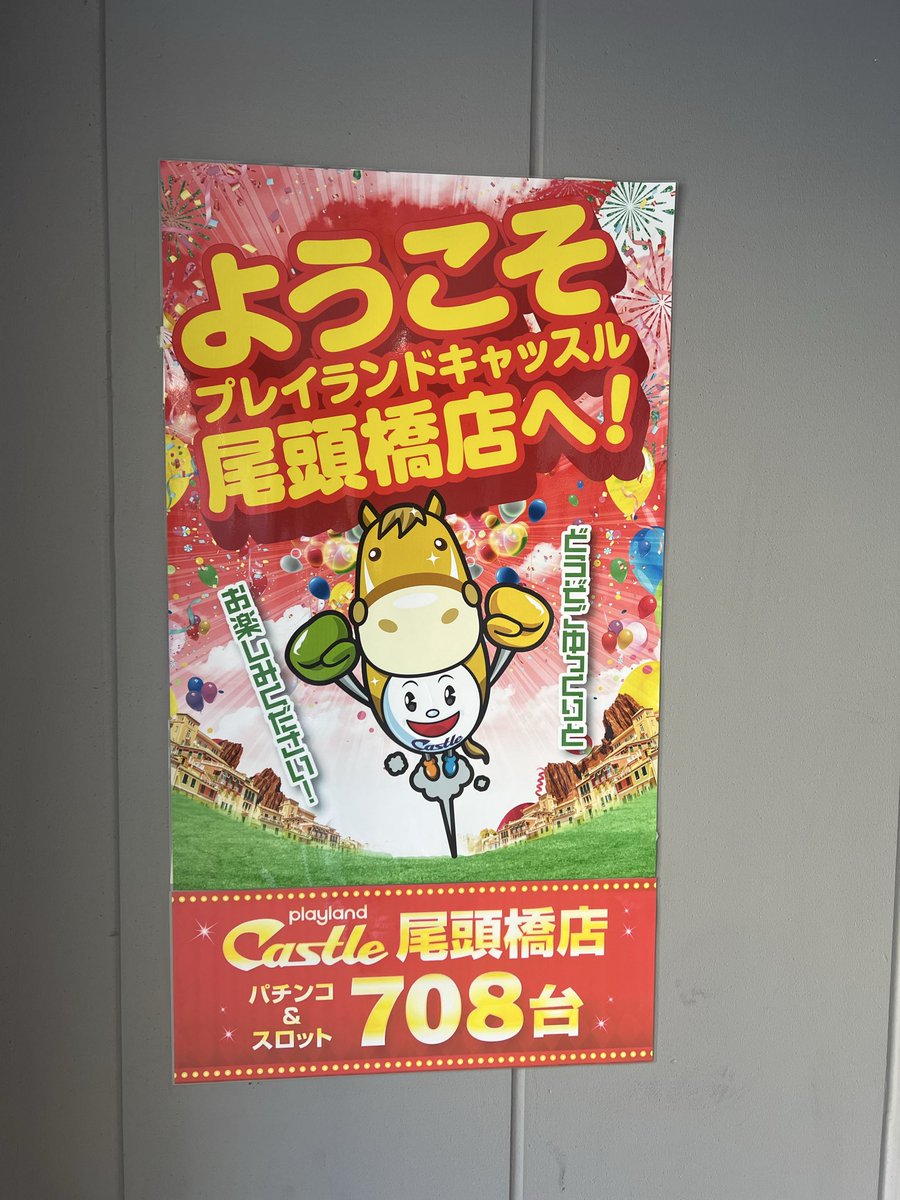 ようこそ
プレイランドキャッスル
尾頭橋店へ!
どうぞごゆっくりと
お楽しみください!
Castle
playland
Castle 尾頭橋店
パチンコ
&
スロット
708台